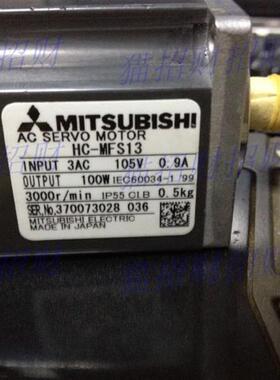 MITSUBISHI
AC SERVO MOTOR
HC-MFS13
INPUT 3AC 105V 0.9A
OUTPUT 100W IEC60034-1'99
3000r/min IP55 Cl.B 0.5kg
SER.No.370073028 036
MITSUBISHI ELECTRIC
MADE IN JAPAN